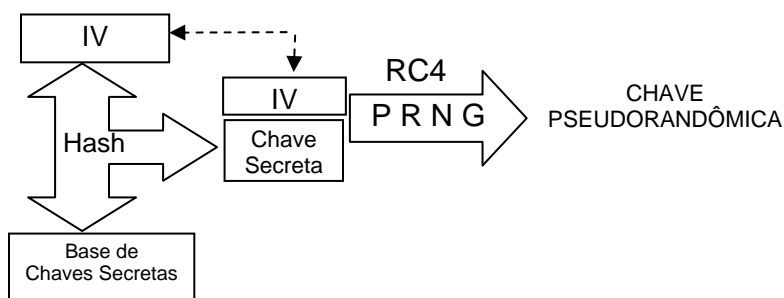 IV
Hash
Base de
Chaves Secretas
IV
Chave
Secreta
RC4
P R N G
CHAVE
PSEUDORANDÔMICA